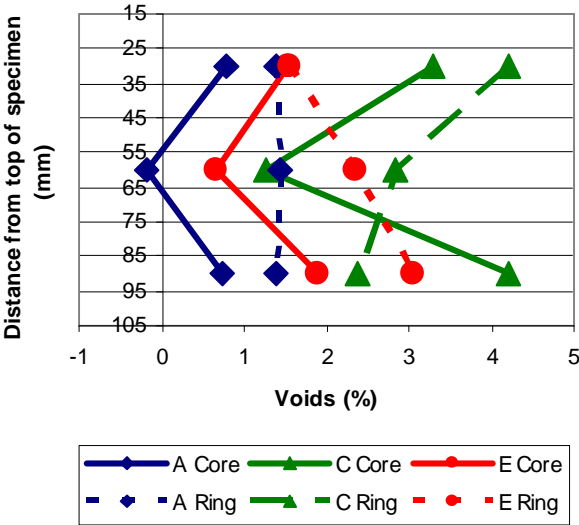 Distance from top of specimen
(mm)
15
25
35
45
55
65
75
85
95
105
-1 0 1 2 3 4 5
Voids (%)
A Core C Core E Core
A Ring C Ring E Ring